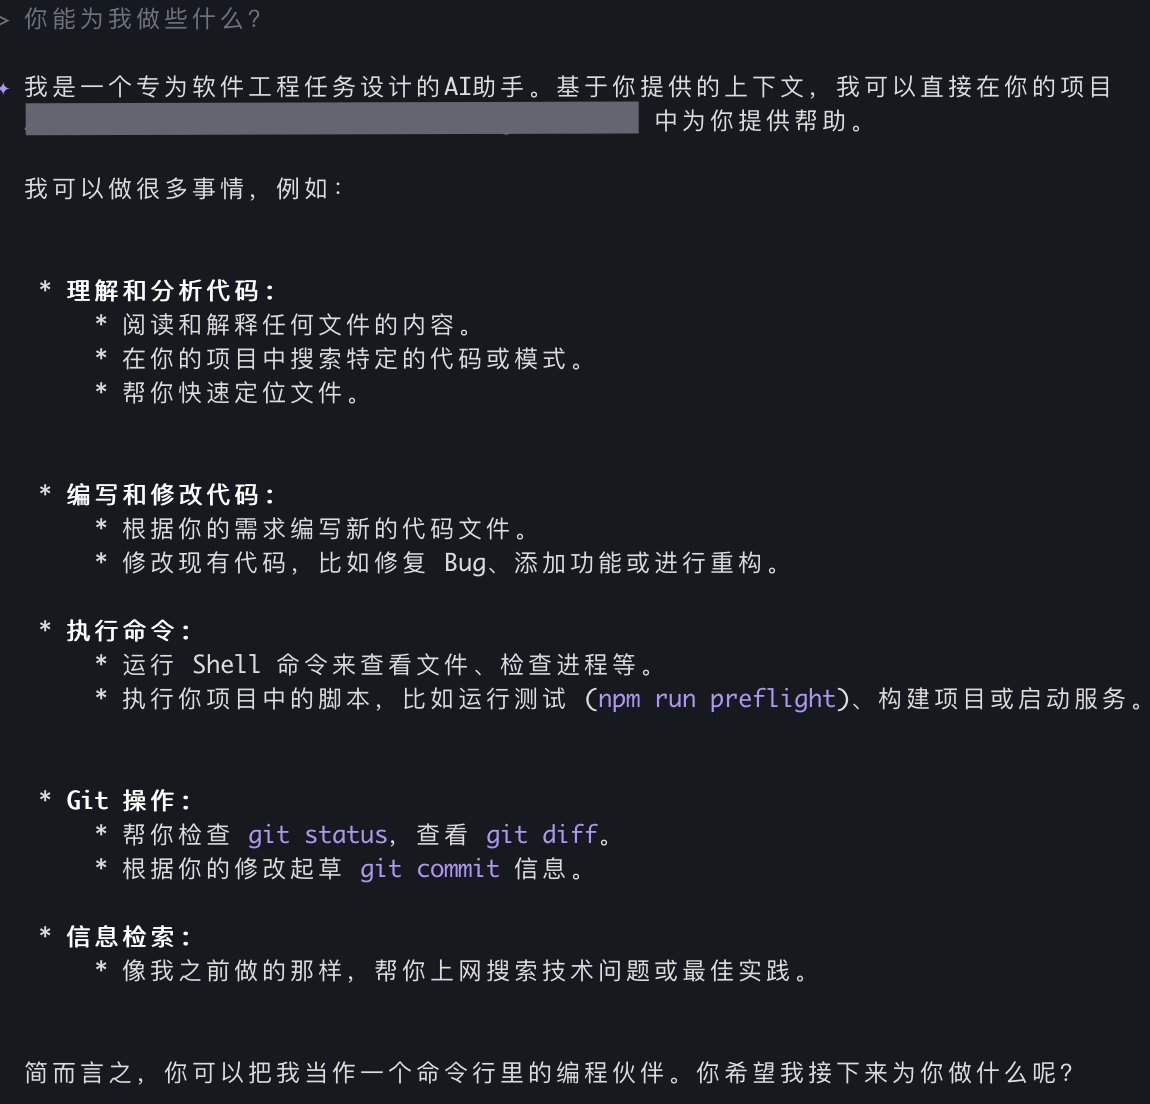 > 你能为我做些什么?
✦ 我是一个专为软件工程任务设计的AI助手。基于你提供的上下文，我可以直接在你的项目
中为你提供帮助。
我可以做很多事情，例如：
* 理解和分析代码：
* 阅读和解释任何文件的内容。
* 在你的项目中搜索特定的代码或模式。
* 帮你快速定位文件。
* 编写和修改代码：
* 根据你的需求编写新的代码文件。
* 修改现有代码，比如修复 Bug、添加功能或进行重构。
* 执行命令：
* 运行 Shell 命令来查看文件、检查进程等。
* 执行你项目中的脚本，比如运行测试 (npm run preflight)、构建项目或启动服务。
* Git 操作：
* 帮你检查 git status，查看 git diff。
* 根据你的修改起草 git commit 信息。
* 信息检索：
* 像我之前做的那样，帮你上网搜索技术问题或最佳实践。
简而言之，你可以把我当作一个命令行里的编程伙伴。你希望我接下来为你做什么呢？